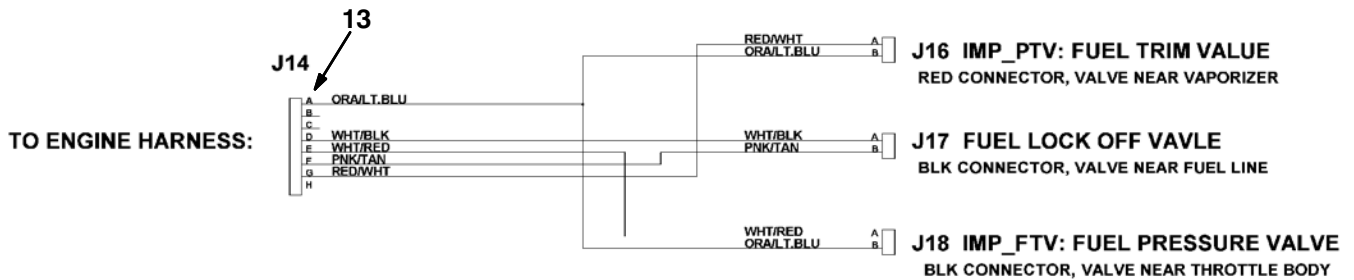 13
J14
TO ENGINE HARNESS:
A ORA/LT.BLU
B
C
D WHT/BLK
E WHT/RED
F PNK/TAN
G RED/WHT
H
RED/WHT A
ORA/LT.BLU B
J16 IMP_PTV: FUEL TRIM VALUE
RED CONNECTOR, VALVE NEAR VAPORIZER
WHT/BLK A
PNK/TAN B
J17 FUEL LOCK OFF VAVLE
BLK CONNECTOR, VALVE NEAR FUEL LINE
WHT/RED A
ORA/LT.BLU B
J18 IMP_FTV: FUEL PRESSURE VALVE
BLK CONNECTOR, VALVE NEAR THROTTLE BODY